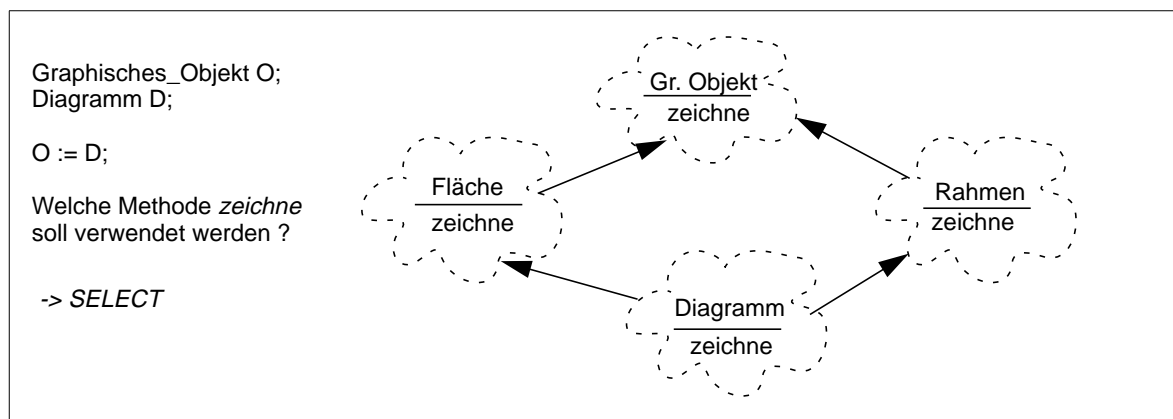 Graphisches_Objekt O;
Diagramm D;
O := D;
Welche Methode zeichne
soll verwendet werden ?
-> SELECT
Gr. Objekt
zeichne
Fläche
zeichne
Rahmen
zeichne
Diagramm
zeichne